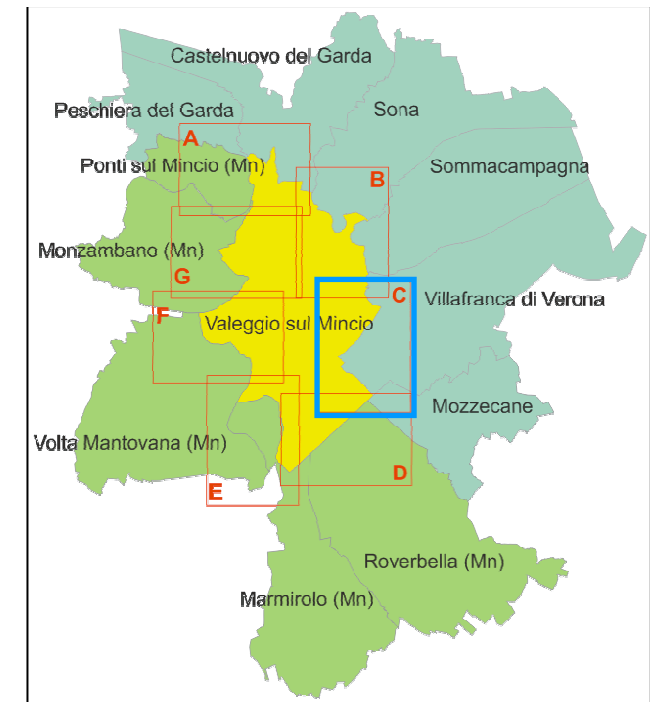 Castelnuovo del Garda
Peschiera del Garda
Sona
A
Ponti sul Mincio (Mn)
Sommacampagna
B
Monzambano (Mn)
G
C
Villafranca di Verona
F
Valeggio sul Mincio
Mozzecane
Volta Mantovana (Mn)
D
E
Roverbella (Mn)
Marmirolo (Mn)